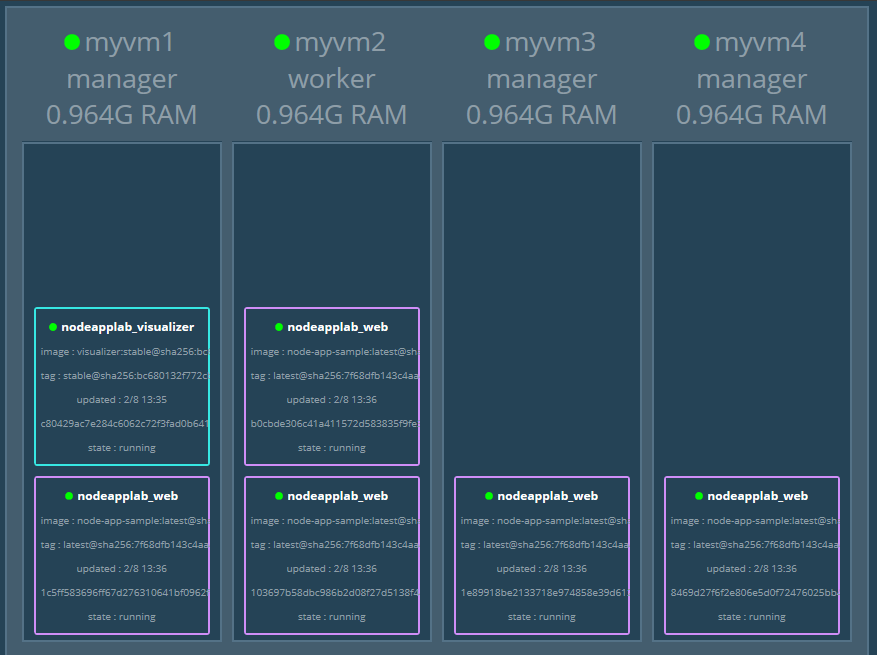 myvm1
manager
0.964G RAM
nodeapplab_visualizer
image : visualizer:stable@sha256:bc
tag : stable@sha256:bc680132f772c
updated : 2/8 13:35
c80429ac7e284c6062c72f3fad0b641
state : running
nodeapplab_web
image : node-app-sample:latest@sh
tag : latest@sha256:7f68dfb143c4aa
updated : 2/8 13:36
1c5ff583696ff67d276310641bf0962
state : running
myvm2
worker
0.964G RAM
nodeapplab_web
image : node-app-sample:latest@sh
tag : latest@sha256:7f68dfb143c4aa
updated : 2/8 13:36
b0cbde306c41a411572d583835f9fe
state : running
nodeapplab_web
image : node-app-sample:latest@sh
tag : latest@sha256:7f68dfb143c4aa
updated : 2/8 13:36
103697b58dbc986b2d08f27d5138f4
state : running
myvm3
manager
0.964G RAM
nodeapplab_web
image : node-app-sample:latest@sh
tag : latest@sha256:7f68dfb143c4aa
updated : 2/8 13:36
1e89918be2133718e974858e39d61
state : running
myvm4
manager
0.964G RAM
nodeapplab_web
image : node-app-sample:latest@sh
tag : latest@sha256:7f68dfb143c4aa
updated : 2/8 13:36
8469d27f6f2e806e5d0f72476025bb
state : running